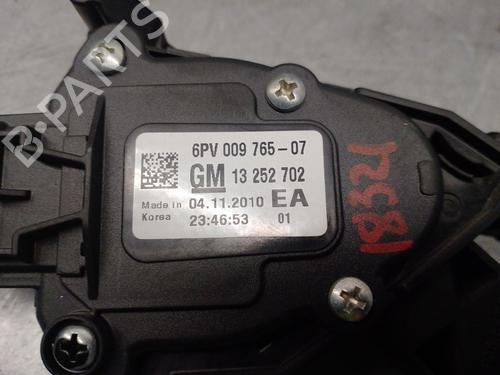 B-PARTS
6PV 009 765-07
GM 13 252 702
Made in 04.11.2010 EA
Korea 23:46:53 01
18321